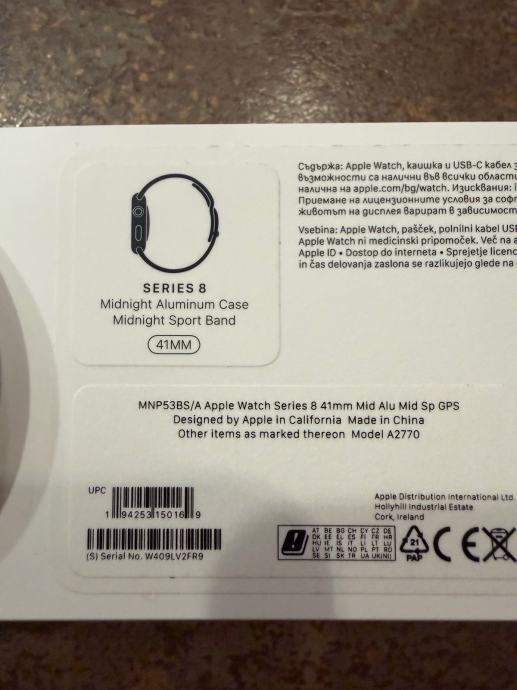 SERIES 8
Midnight Aluminum Case
Midnight Sport Band
41MM
Съдържа: Apple Watch, каишка и USB-C кабел
възможности са налични във всички области
налична на apple.com/bg/watch. Изисквания:
Приемане на лицензионните условия за
животът на дисплея варират в зависимост
Vsebina: Apple Watch, pašček, polnilni kabel
Apple Watch ni medicinski pripomoček. Več na
Apple ID • Dostop do interneta • Sprejetje
in čas delovanja zaslona se razlikujejo glede na
MNP53BS/A Apple Watch Series 8 41mm Mid Alu Mid Sp GPS
Designed by Apple in California Made in China
Other items as marked thereon Model A2770
UPC
1 94253 15016 9
(S) Serial No. W409LV2FR9
Apple Distribution International Ltd.
Hollyhill Industrial Estate
Cork, Ireland
AT BE BG CH CY CZ DE
DK EE EL ES FI FR HR
HU IE IS IT LI LT LU
LV MT NL NO PL PT RO
SE SI SK TR UA UK(NI)
21
PAP
CE